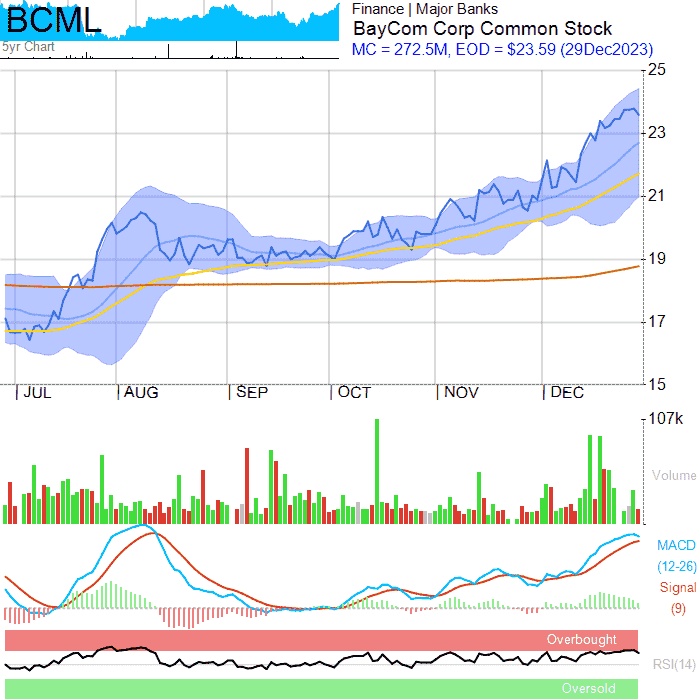 BCML
5yr Chart
Finance | Major Banks
BayCom Corp Common Stock
MC = 272.5M, EOD = $23.59 (29Dec2023)
25
23
21
19
17
15
JUL AUG SEP OCT NOV DEC
107k
Volume
MACD
(12-26)
Signal
(9)
Overbought
RSI(14)
Oversold